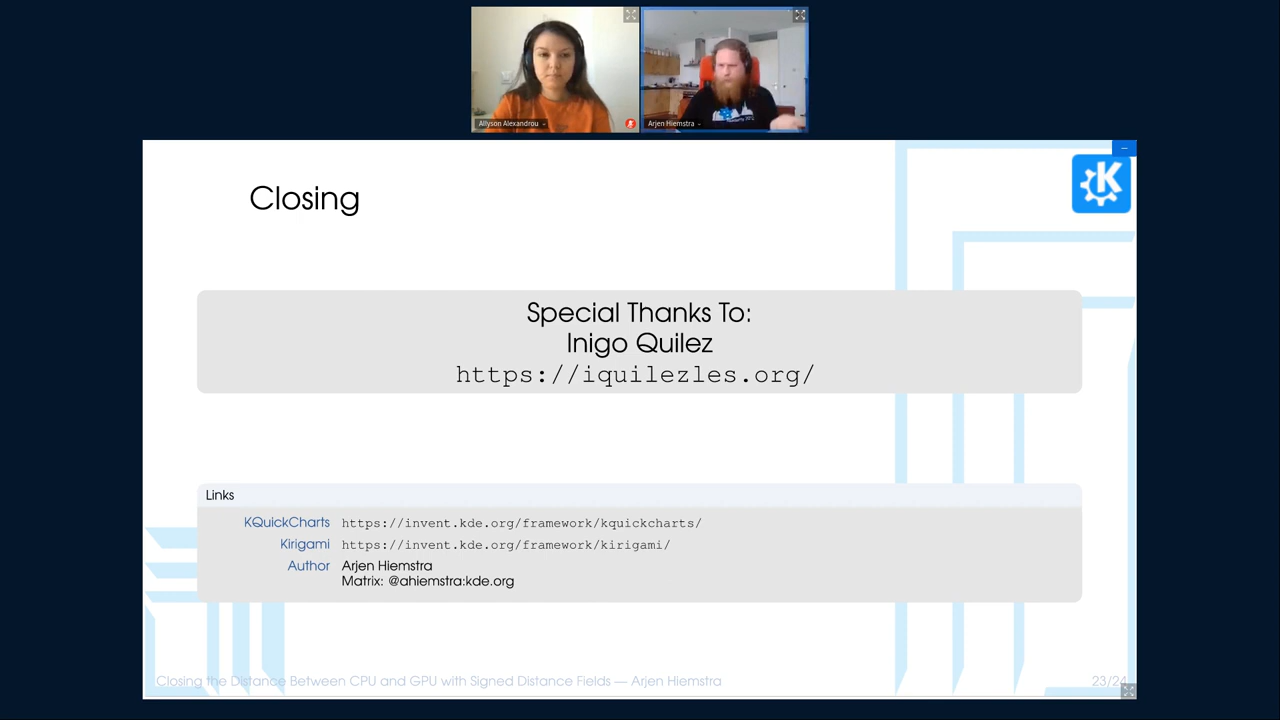 Allyson Alexandrou
Arjen Hiemstra
Closing
Special Thanks To:
Inigo Quilez
https://iquilezles.org/
Links
KQuickCharts https://invent.kde.org/framework/kquickcharts/
Kirigami https://invent.kde.org/framework/kirigami/
Author Arjen Hiemstra
Matrix: @ahiemstra:kde.org
Closing the Distance Between CPU and GPU with Signed Distance Fields — Arjen Hiemstra 23/24